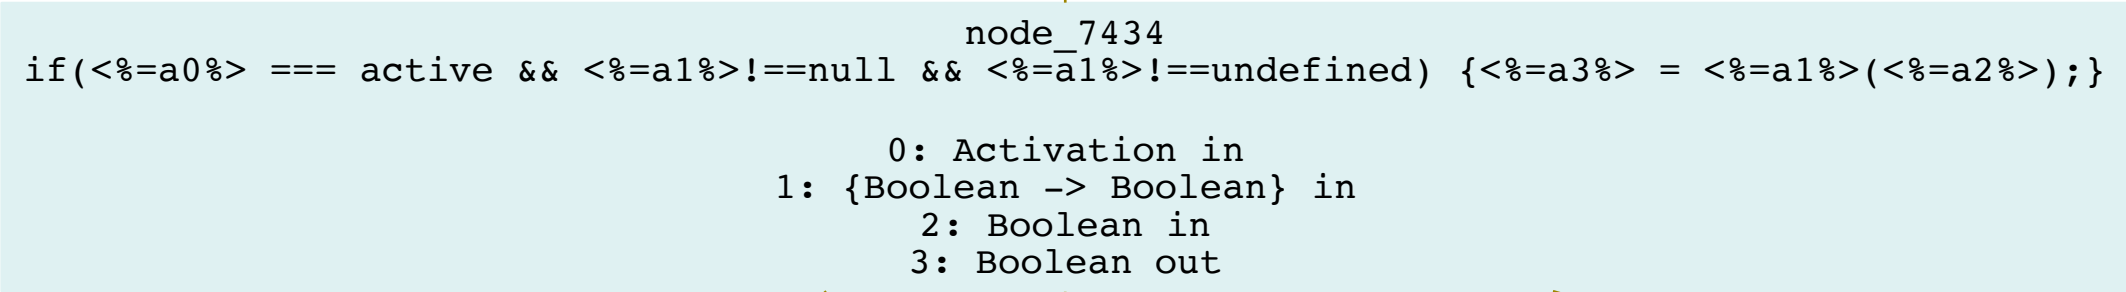 node_7434
if(<%=a0%> === active && <%=a1%>!==null && <%=a1%>!==undefined) {<%=a3%> = <%=a1%>(<%=a2%>);}
0: Activation in
1: {Boolean -> Boolean} in
2: Boolean in
3: Boolean out